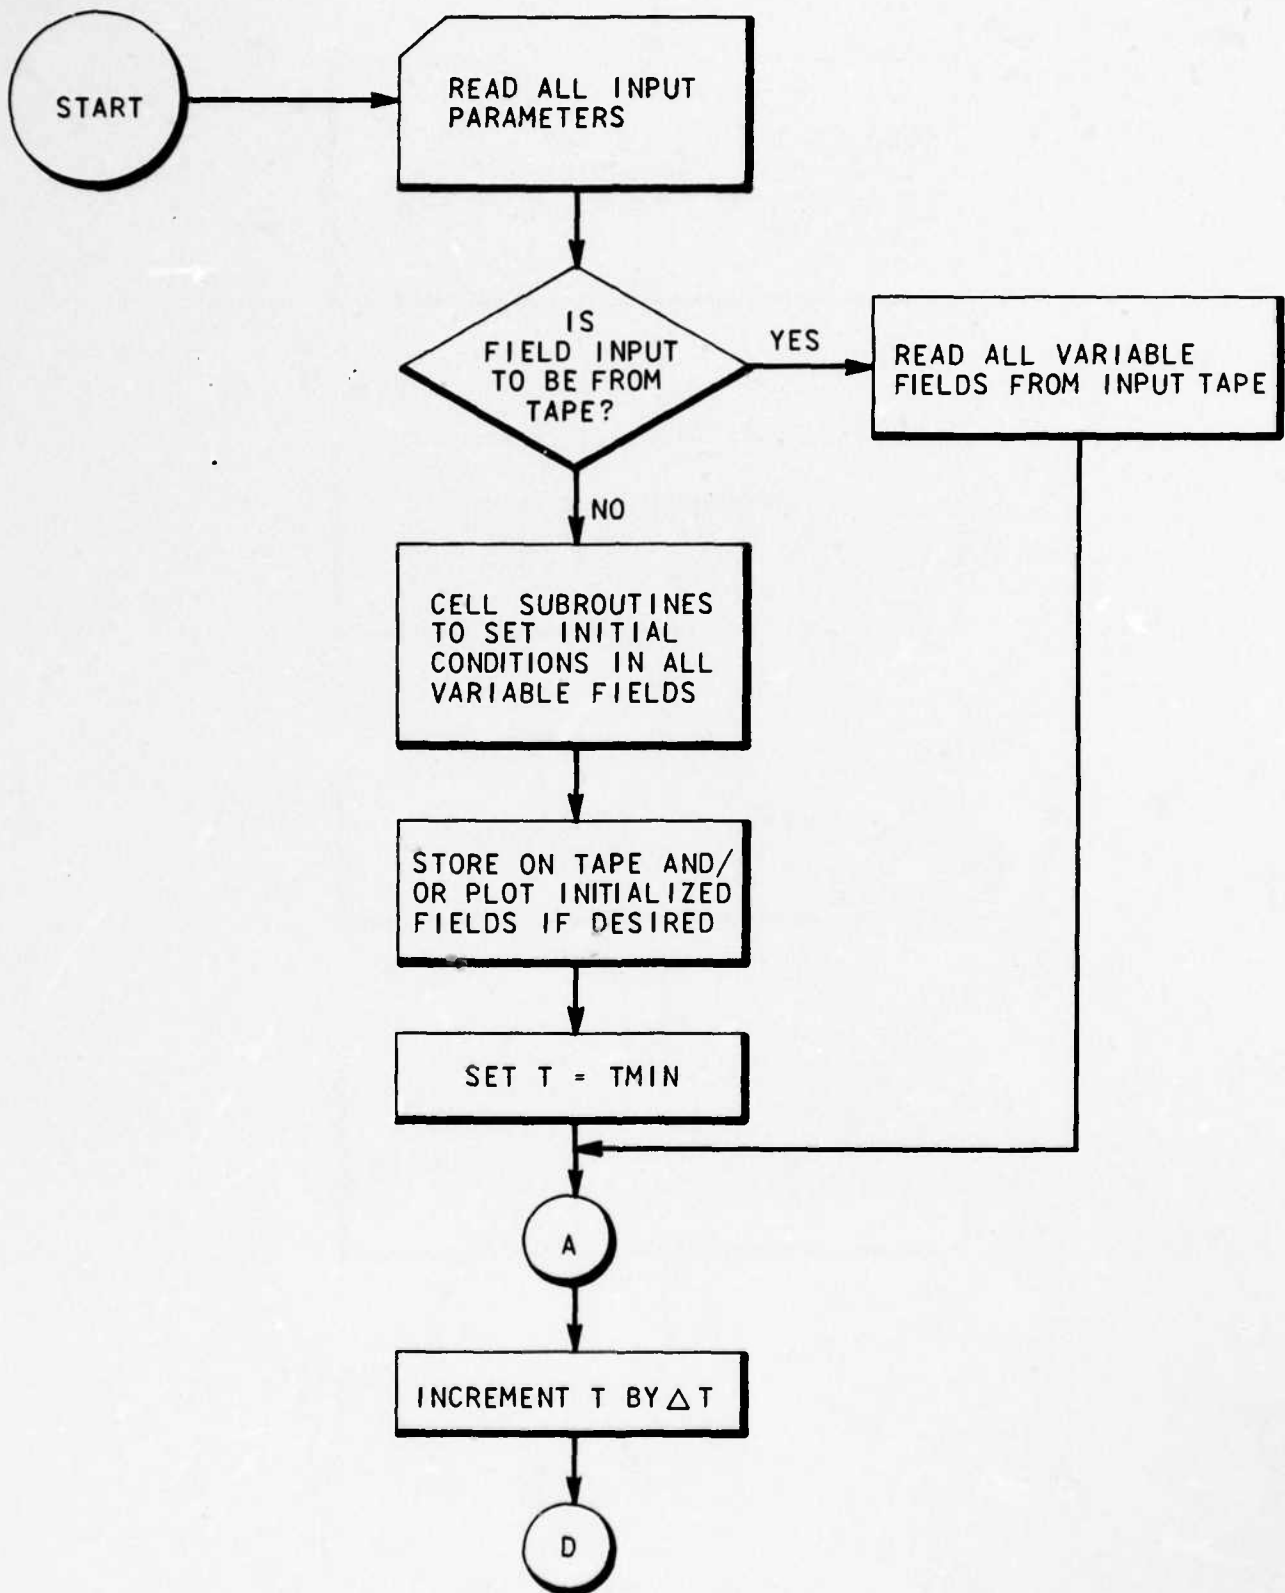 START
READ ALL INPUT
PARAMETERS
IS
FIELD INPUT
TO BE FROM
TAPE?
YES
READ ALL VARIABLE
FIELDS FROM INPUT TAPE
NO
CELL SUBROUTINES
TO SET INITIAL
CONDITIONS IN ALL
VARIABLE FIELDS
STORE ON TAPE AND/
OR PLOT INITIALIZED
FIELDS IF DESIRED
SET T = TMIN
A
INCREMENT T BY △ T
D